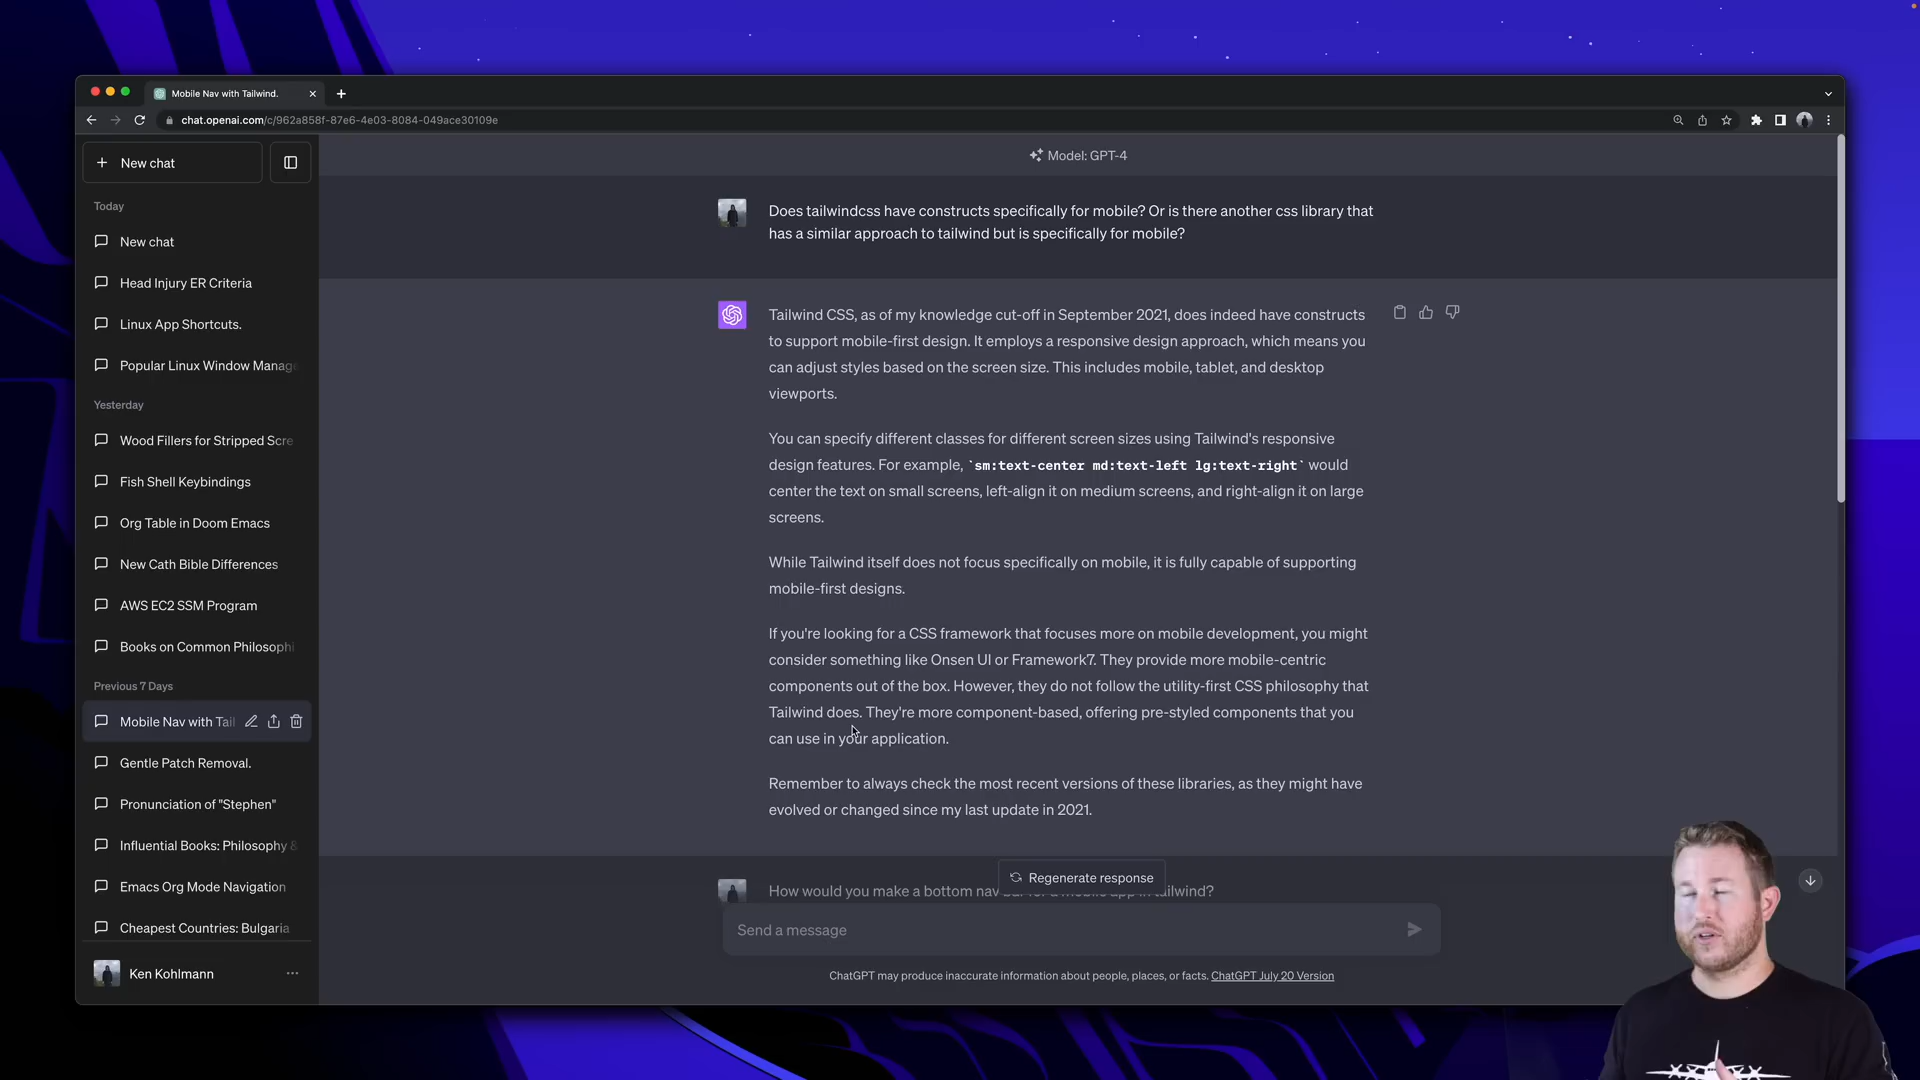 Mobile Nav with Tailwind.
chat.openai.com/c/962a858f-87e6-4e03-8084-049ace30109e
New chat
Model: GPT-4
Today
New chat
Head Injury ER Criteria
Linux App Shortcuts.
Popular Linux Window Manage
Yesterday
Wood Fillers for Stripped Scre
Fish Shell Keybindings
Org Table in Doom Emacs
New Cath Bible Differences
AWS EC2 SSM Program
Books on Common Philosophi
Previous 7 Days
Mobile Nav with Tail
Gentle Patch Removal.
Pronunciation of "Stephen"
Influential Books: Philosophy &
Emacs Org Mode Navigation
Cheapest Countries: Bulgaria
Ken Kohlmann
Does tailwindcss have constructs specifically for mobile? Or is there another css library that
has a similar approach to tailwind but is specifically for mobile?
Tailwind CSS, as of my knowledge cut-off in September 2021, does indeed have constructs
to support mobile-first design. It employs a responsive design approach, which means you
can adjust styles based on the screen size. This includes mobile, tablet, and desktop
viewports.
You can specify different classes for different screen sizes using Tailwind's responsive
design features. For example, `sm:text-center md:text-left lg:text-right` would
center the text on small screens, left-align it on medium screens, and right-align it on large
screens.
While Tailwind itself does not focus specifically on mobile, it is fully capable of supporting
mobile-first designs.
If you're looking for a CSS framework that focuses more on mobile development, you might
consider something like Onsen UI or Framework7. They provide more mobile-centric
components out of the box. However, they do not follow the utility-first CSS philosophy that
Tailwind does. They're more component-based, offering pre-styled components that you
can use in your application.
Remember to always check the most recent versions of these libraries, as they might have
evolved or changed since my last update in 2021.
Regenerate response
How would you make a bottom nav bar for a mobile app in tailwind?
Send a message
ChatGPT may produce inaccurate information about people, places, or facts. ChatGPT July 20 Version